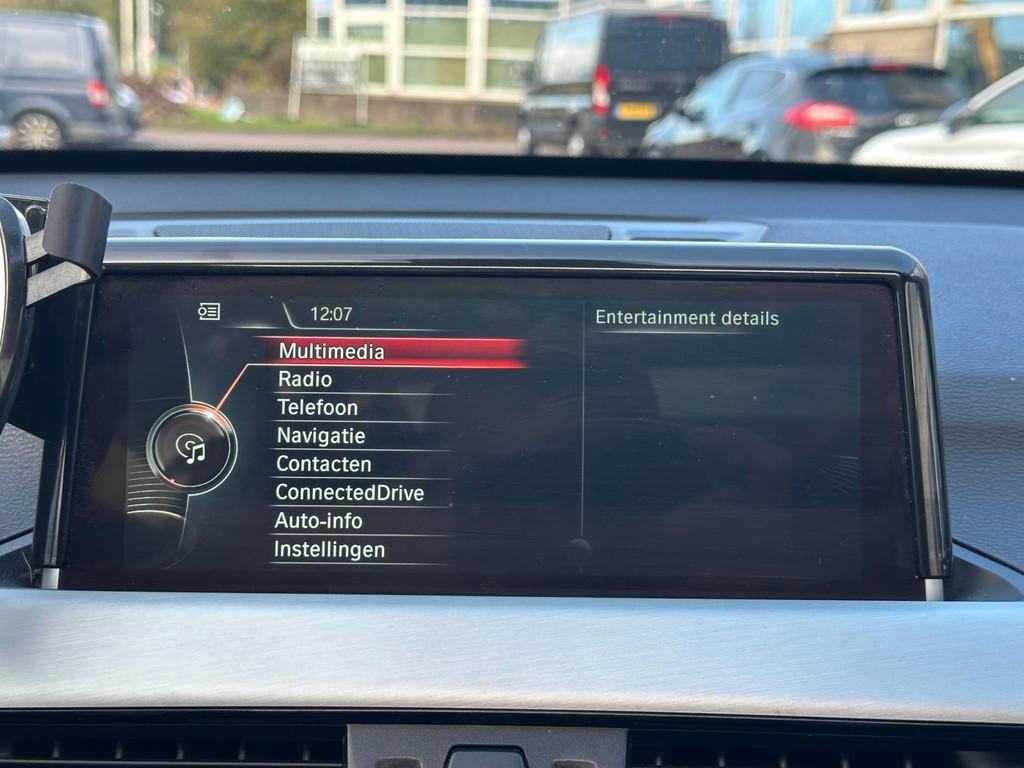 12:07
Entertainment details
Multimedia
Radio
Telefoon
Navigatie
Contacten
ConnectedDrive
Auto-info
Instellingen